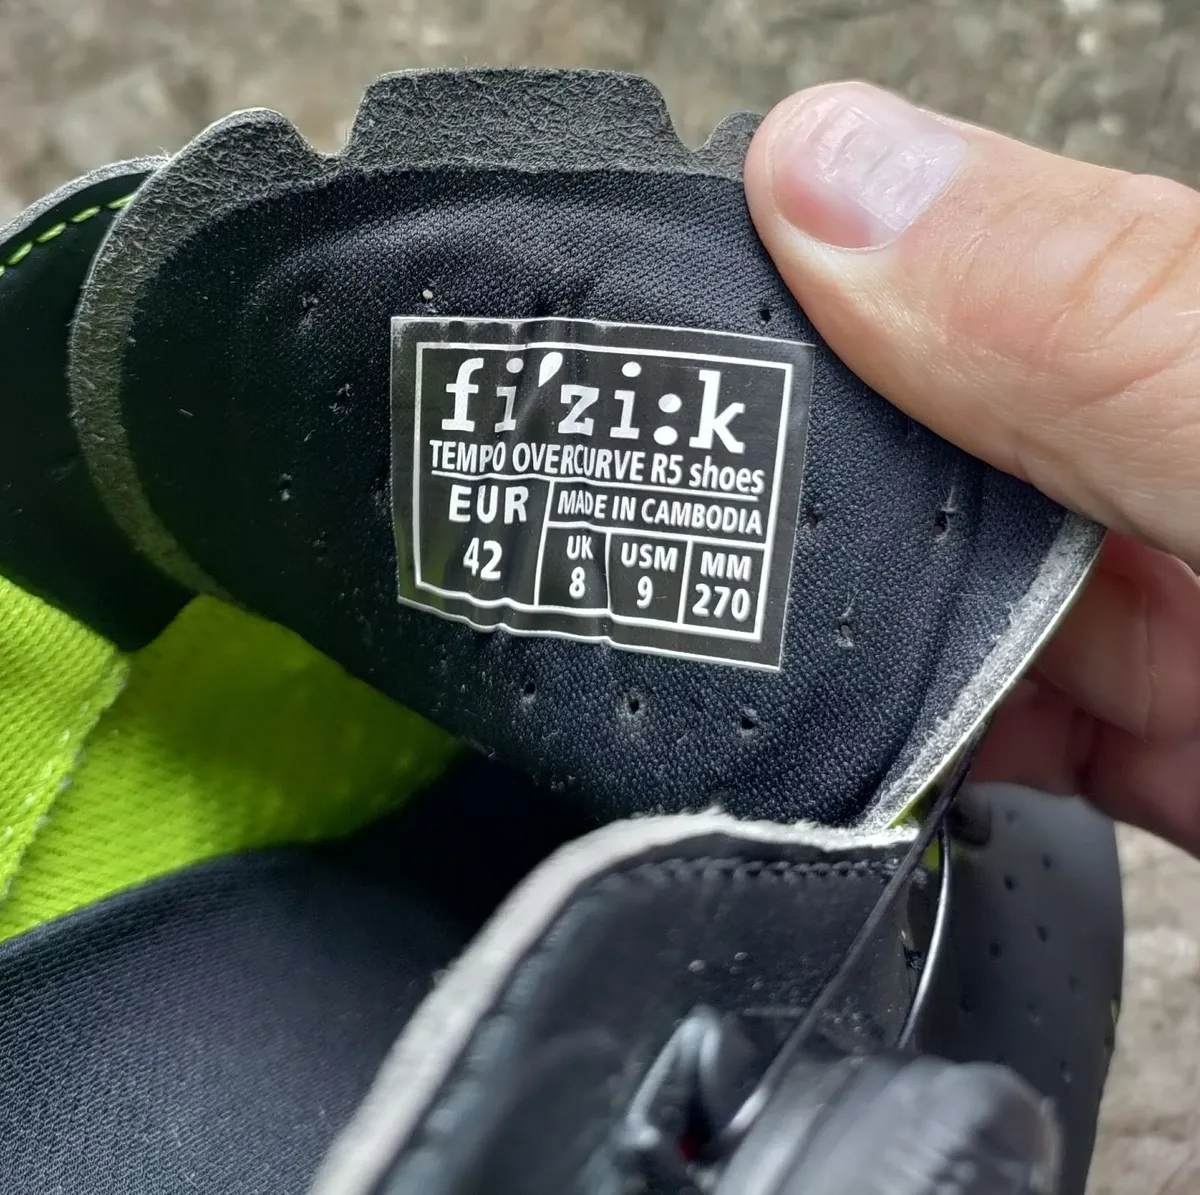 fi'zi:k
TEMPO OVERCURVE R5 shoes
EUR
42
MADE IN CAMBODIA
UK
8
USM
9
MM
270